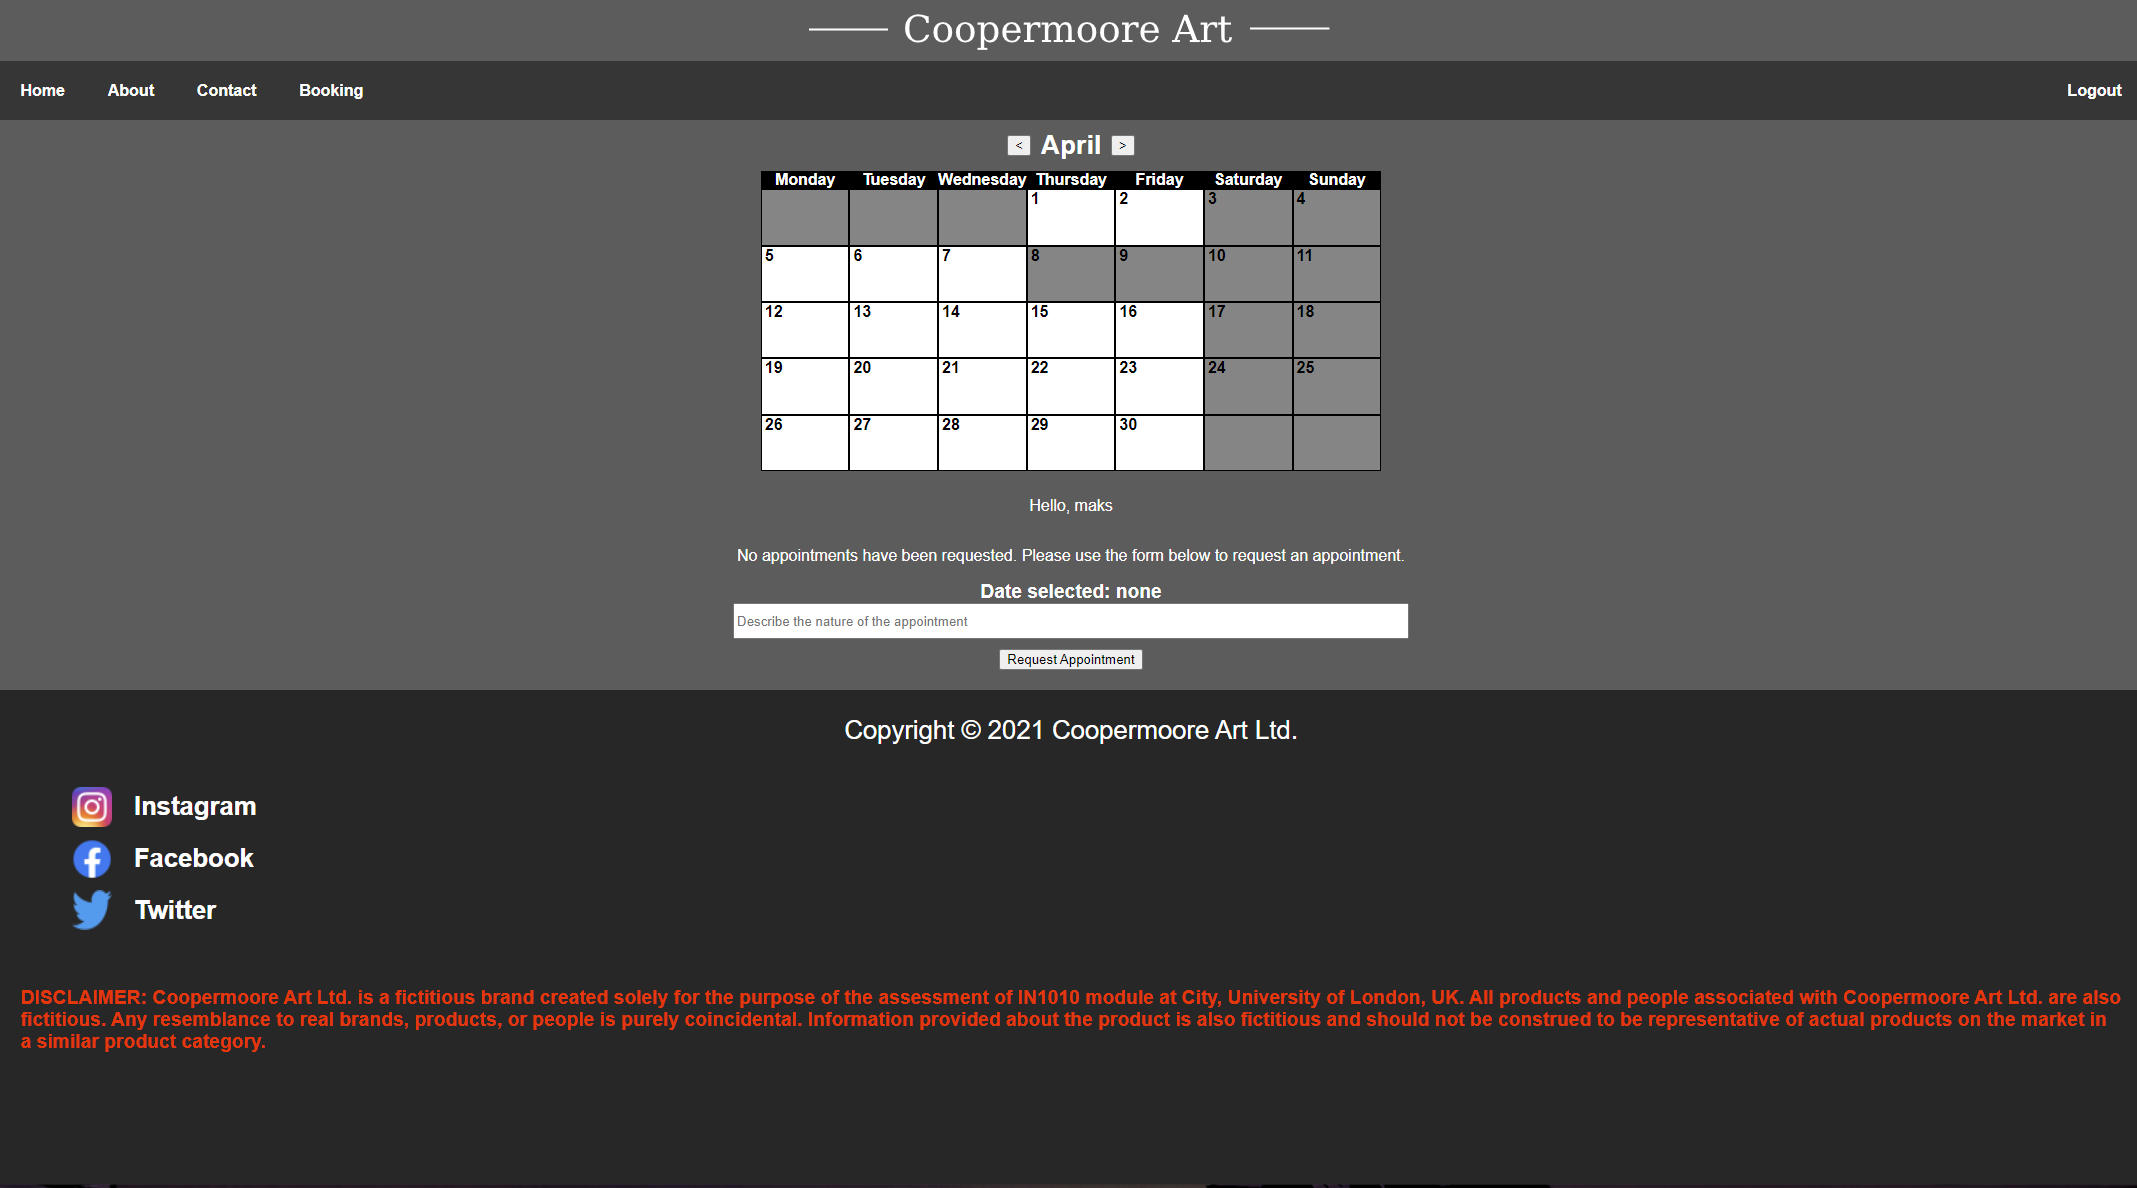 Coopermoore Art
Home About Contact Booking Logout
< April >
Monday Tuesday Wednesday Thursday Friday Saturday Sunday
1 2 3 4
5 6 7 8 9 10 11
12 13 14 15 16 17 18
19 20 21 22 23 24 25
26 27 28 29 30
Hello, maks
No appointments have been requested. Please use the form below to request an appointment.
Date selected: none
Describe the nature of the appointment
Request Appointment
Copyright © 2021 Coopermoore Art Ltd.
Instagram
Facebook
Twitter
DISCLAIMER: Coopermoore Art Ltd. is a fictitious brand created solely for the purpose of the assessment of IN1010 module at City, University of London, UK. All products and people associated with Coopermoore Art Ltd. are also
fictitious. Any resemblance to real brands, products, or people is purely coincidental. Information provided about the product is also fictitious and should not be construed to be representative of actual products on the market in
a similar product category.